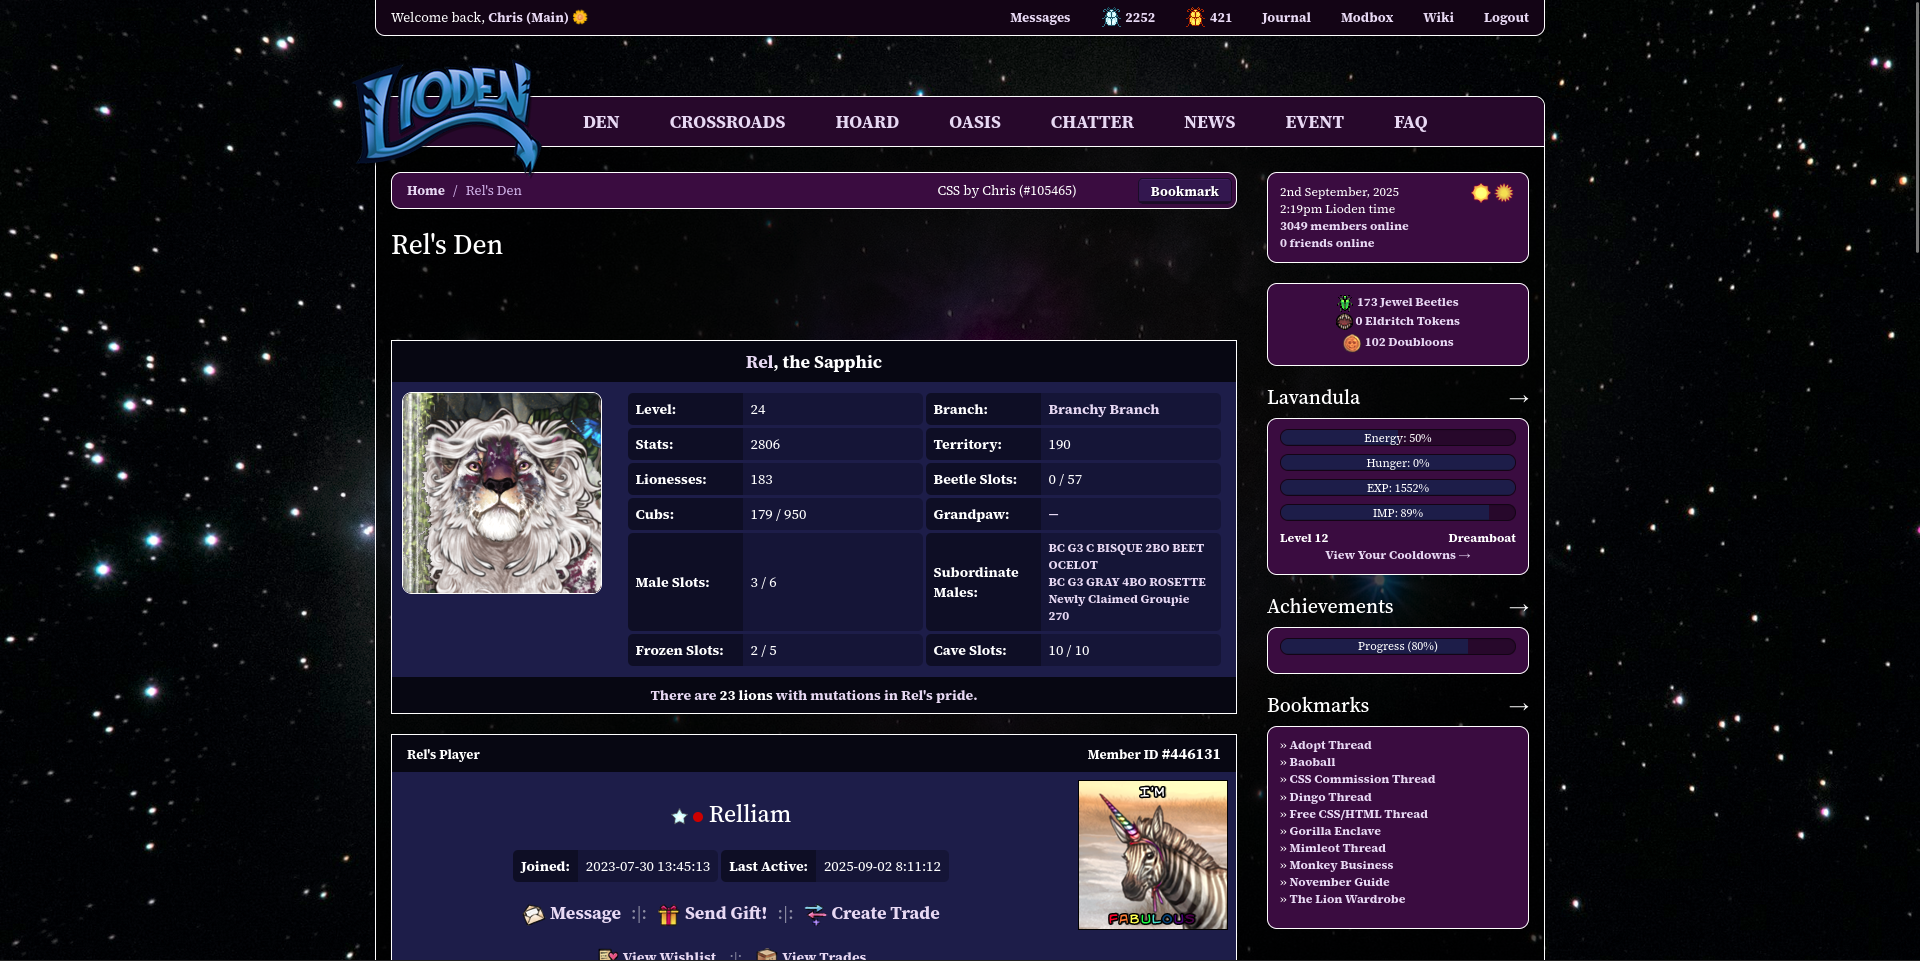 Welcome back, Chris (Main)
Messages 2252 421 Journal Modbox Wiki Logout
LIODEN
DEN CROSSROADS HOARD OASIS CHATTER NEWS EVENT FAQ
Home / Rel's Den CSS by Chris (#105465) Bookmark
Rel's Den
Rel, the Sapphic
Level: 24 Branch: Branchy Branch
Stats: 2806 Territory: 190
Lionesses: 183 Beetle Slots: 0 / 57
Cubs: 179 / 950 Grandpaw: —
Male Slots: 3 / 6
Subordinate Males:
BC G3 C BISQUE 2BO BEET
OCELOT
BC G3 GRAY 4BO ROSETTE
Newly Claimed Groupie
270
Frozen Slots: 2 / 5 Cave Slots: 10 / 10
There are 23 lions with mutations in Rel's pride.
Rel's Player Member ID #446131
Relliam
Joined: 2023-07-30 13:45:13 Last Active: 2025-09-02 8:11:12
Message :|: Send Gift! :|: Create Trade
View Wishlist :|: View Trades
I'M
FABULOUS
2nd September, 2025
2:19pm Lioden time
3049 members online
0 friends online
173 Jewel Beetles
0 Eldritch Tokens
102 Doubloons
Lavandula →
Energy: 50%
Hunger: 0%
EXP: 1552%
IMP: 89%
Level 12 Dreamboat
View Your Cooldowns →
Achievements →
Progress (80%)
Bookmarks →
» Adopt Thread
» Baoball
» CSS Commission Thread
» Dingo Thread
» Free CSS/HTML Thread
» Gorilla Enclave
» Mimleot Thread
» Monkey Business
» November Guide
» The Lion Wardrobe